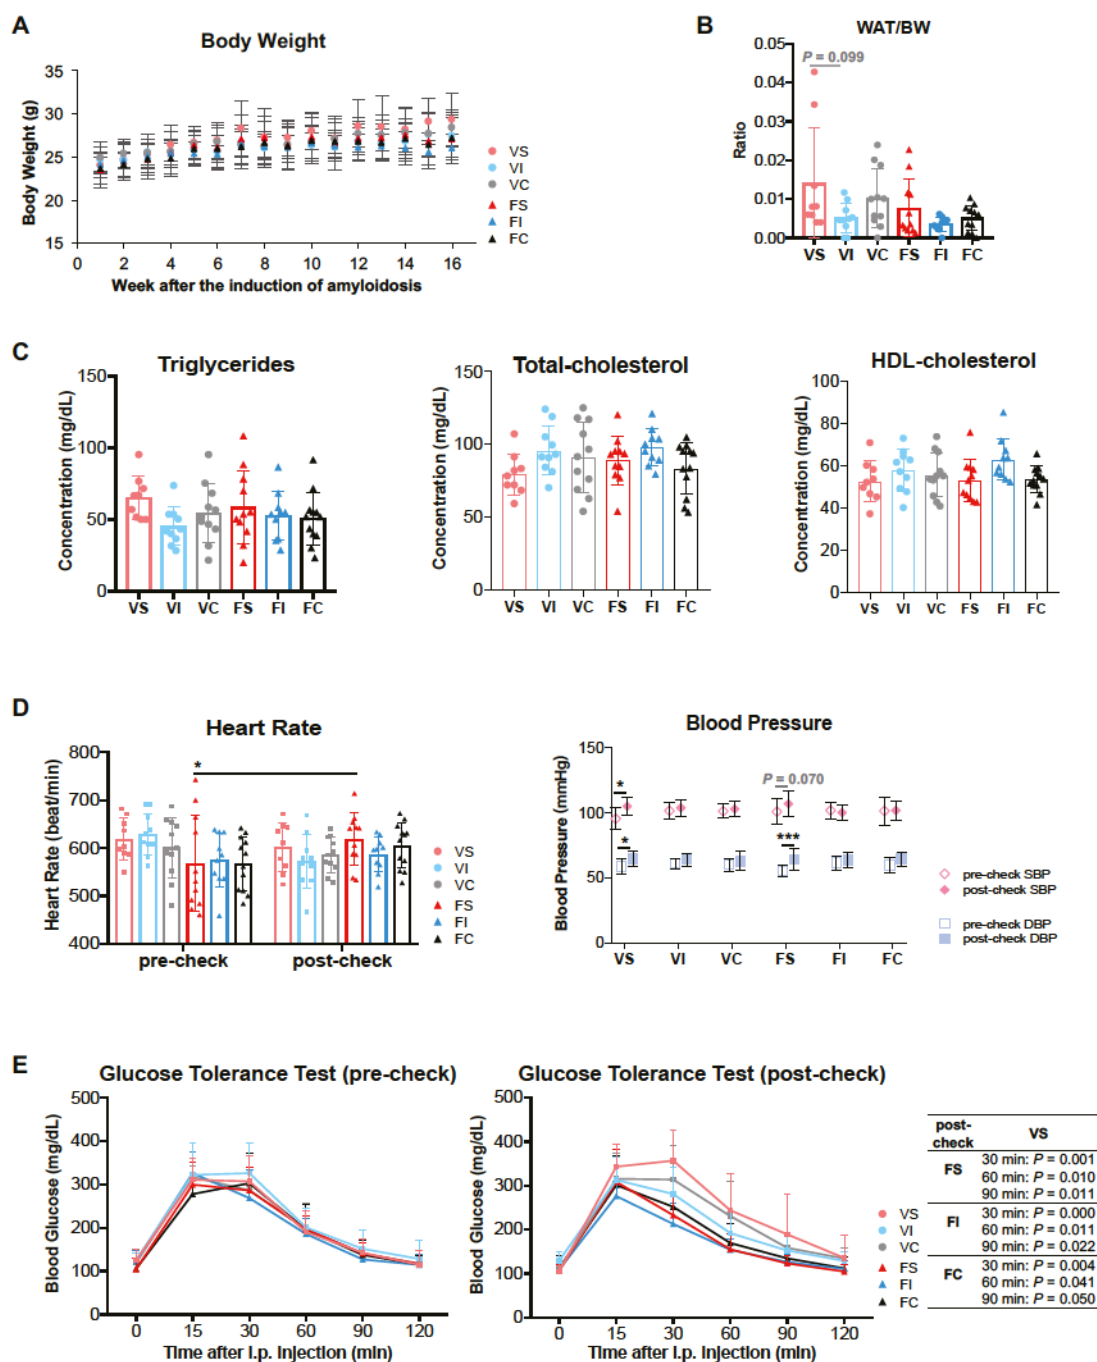 A
Body Weight
Body Weight (g)
35
30
25
20
15
0 2 4 6 8 10 12 14 16
Week after the induction of amyloidosis
VS
VI
VC
FS
FI
FC
B
WAT/BW
P = 0.099
Ratio
0.05
0.04
0.03
0.02
0.01
0.00
VS VI VC FS FI FC
C
Triglycerides
Concentration (mg/dL)
150
100
50
0
VS VI VC FS FI FC
Total-cholesterol
Concentration (mg/dL)
150
100
50
0
VS VI VC FS FI FC
HDL-cholesterol
Concentration (mg/dL)
100
80
60
40
20
0
VS VI VC FS FI FC
D
Heart Rate
Heart Rate (beat/min)
800
700
600
500
400
*
pre-check post-check
VS
VI
VC
FS
FI
FC
Blood Pressure
Blood Pressure (mmHg)
150
100
50
0
*
*
P = 0.070
***
VS VI VC FS FI FC
pre-check SBP
post-check SBP
pre-check DBP
post-check DBP
E
Glucose Tolerance Test (pre-check)
Blood Glucose (mg/dL)
500
400
300
200
100
0
0 15 30 60 90 120
Time after I.p. Injection (min)
Glucose Tolerance Test (post-check)
Blood Glucose (mg/dL)
500
400
300
200
100
0
0 15 30 60 90 120
Time after I.p. Injection (min)
VS
VI
VC
FS
FI
FC
post-check VS
FS
30 min: P = 0.001
60 min: P = 0.010
90 min: P = 0.011
FI
30 min: P = 0.000
60 min: P = 0.011
90 min: P = 0.022
FC
30 min: P = 0.004
60 min: P = 0.041
90 min: P = 0.050